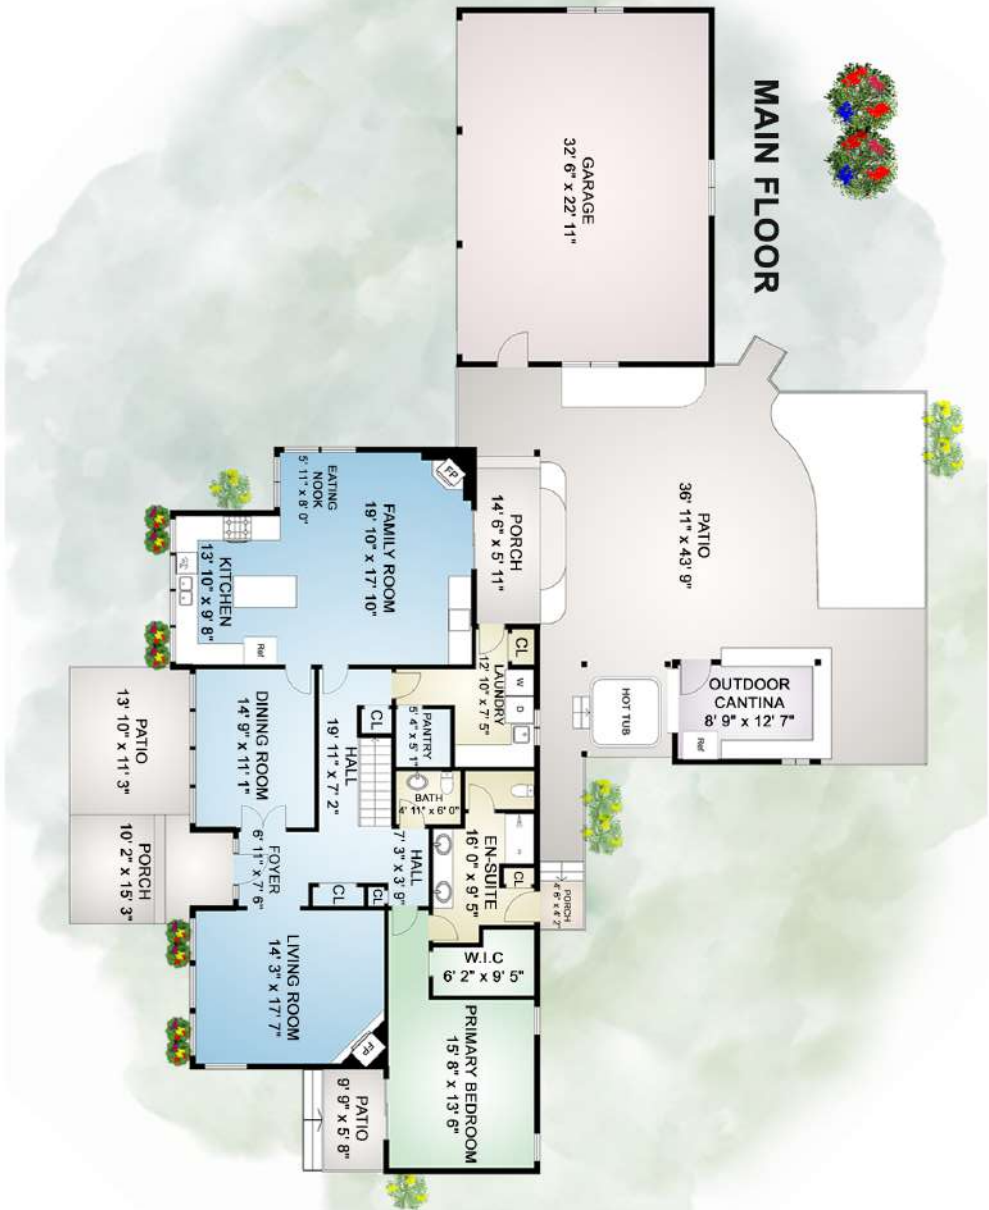 MAIN FLOOR
GARAGE
32' 6" x 22' 11"
PATIO
36' 11" x 43' 9"
PORCH
14' 6" x 5' 11"
FP
EATING
NOOK
5' 11" x 8' 0"
FAMILY ROOM
19' 10" x 17' 10"
KITCHEN
13' 10" x 9' 8"
Ref
CL
LAUNDRY
12' 10" x 7' 5"
W
D
HOT TUB
OUTDOOR
CANTINA
8' 9" x 12' 7"
Ref
PANTRY
5' 4" x 5' 1"
CL
HALL
19' 11" x 7' 2"
DINING ROOM
14' 9" x 11' 1"
PATIO
13' 10" x 11' 3"
BATH
4' 11" x 6' 0"
EN-SUITE
16' 0" x 9' 5"
CL
PORCH
4' 6" x 4' 2"
HALL
7' 3" x 3' 9"
FOYER
6' 11" x 7' 6"
PORCH
10' 2" x 15' 3"
CL
CL
W.I.C
6' 2" x 9' 5"
LIVING ROOM
14' 3" x 17' 7"
FP
PRIMARY BEDROOM
15' 8" x 13' 6"
PATIO
9' 9" x 5' 8"